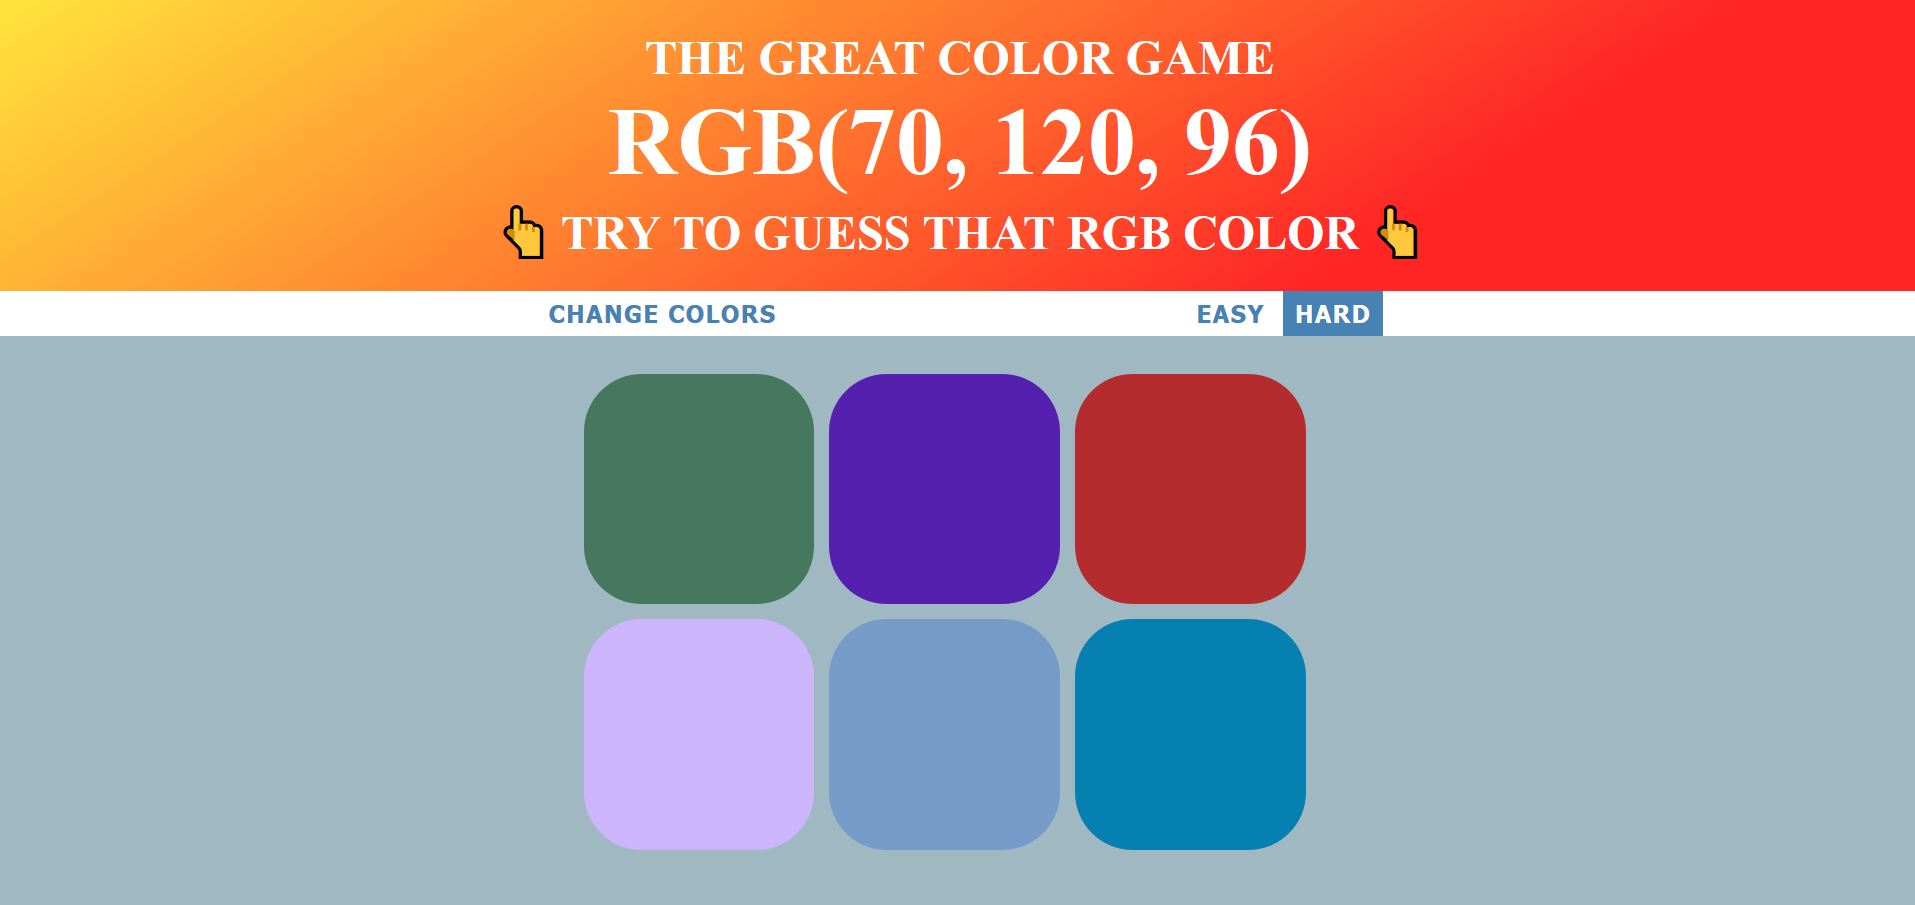 THE GREAT COLOR GAME
RGB(70, 120, 96)
TRY TO GUESS THAT RGB COLOR
CHANGE COLORS EASY HARD